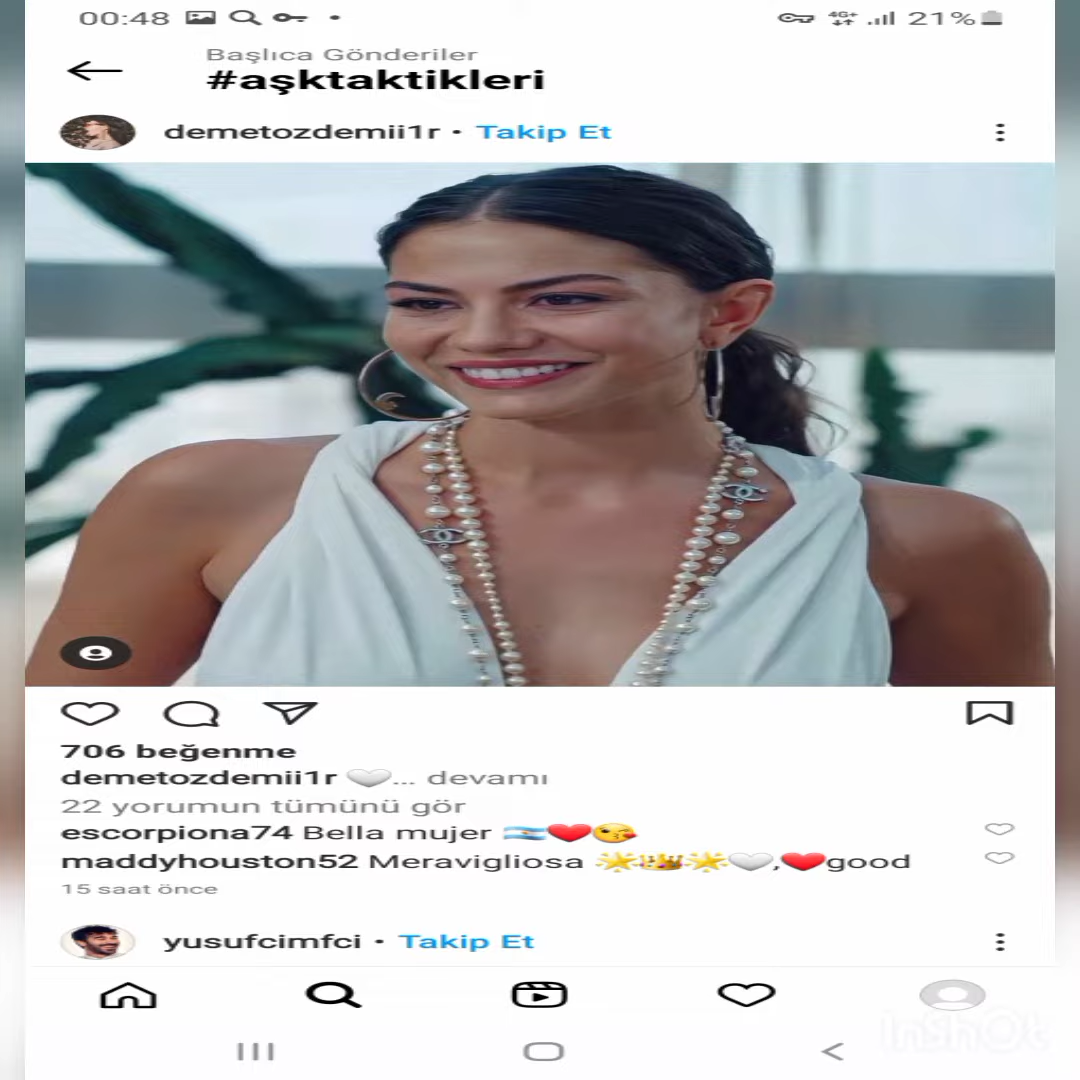 00:48 4G+ 21%
Başlıca Gönderiler
#aşktaktikleri
demetozdemii1r • Takip Et
706 beğenme
demetozdemii1r 🤍... devamı
22 yorumun tümünü gör
escorpiona74 Bella mujer 🇦🇷❤️😘
maddyhouston52 Meravigliosa 🌟👑🌟🤍,❤️good
15 saat önce
yusufcimfci • Takip Et
InShOt